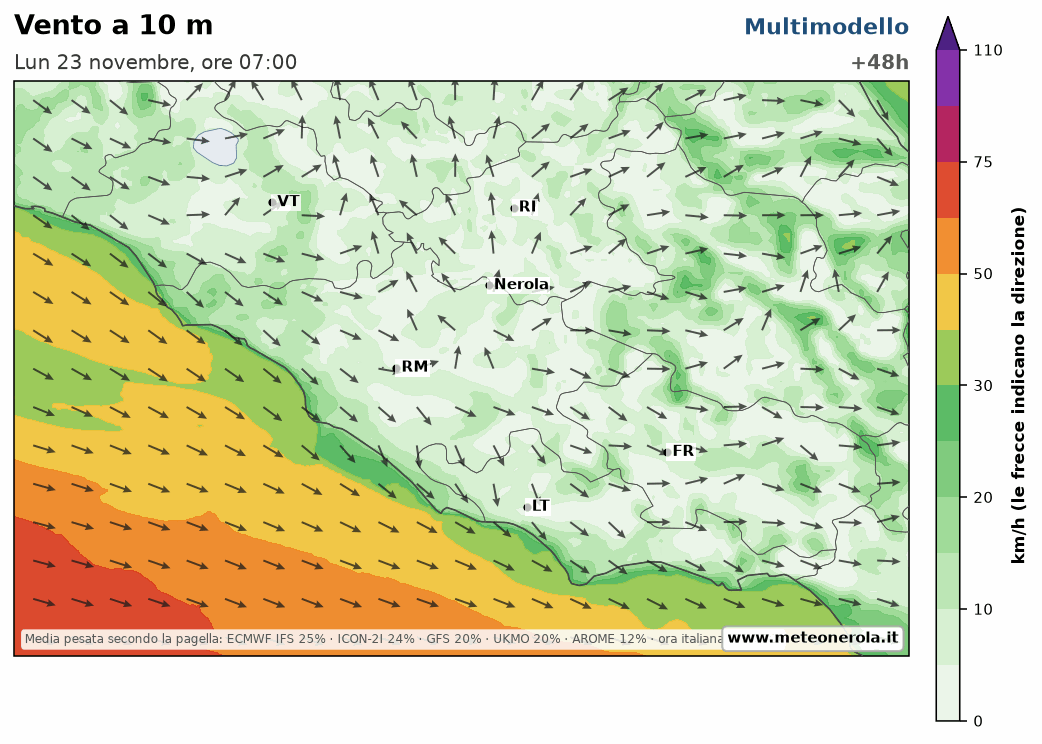 Vento a 10 m
Multimodello
Lun 23 novembre, ore 07:00
+48h
VT
RI
Nerola
RM
FR
LT
Media pesata secondo la pagella: ECMWF IFS 25% · ICON-2I 24% · GFS 20% · UKMO 20% · AROME 12% · ora italiana
www.meteonerola.it
110
75
50
30
20
10
0
km/h (le frecce indicano la direzione)